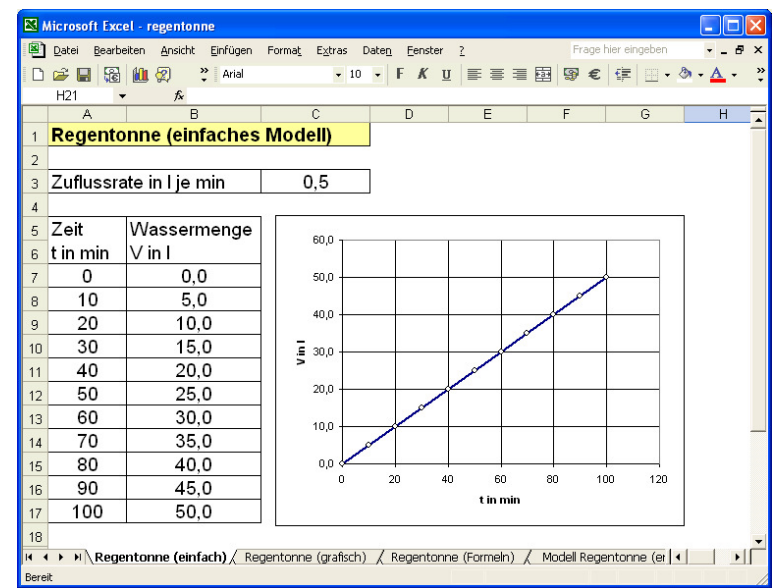 Microsoft Excel - regentonne
Datei Bearbeiten Ansicht Einfügen Format Extras Daten Fenster ? Frage hier eingeben
Arial 10 F K U €
H21 fx
A B C D E F G H
1 Regentonne (einfaches Modell)
2
3 Zuflussrate in l je min 0,5
4
5 Zeit Wassermenge
6 t in min V in l
7 0 0,0
8 10 5,0
9 20 10,0
10 30 15,0
11 40 20,0
12 50 25,0
13 60 30,0
14 70 35,0
15 80 40,0
16 90 45,0
17 100 50,0
18
60,0
50,0
40,0
30,0
20,0
10,0
0,0
V in l
0 20 40 60 80 100 120
t in min
Regentonne (einfach) Regentonne (grafisch) Regentonne (Formeln) Modell Regentonne (er
Bereit